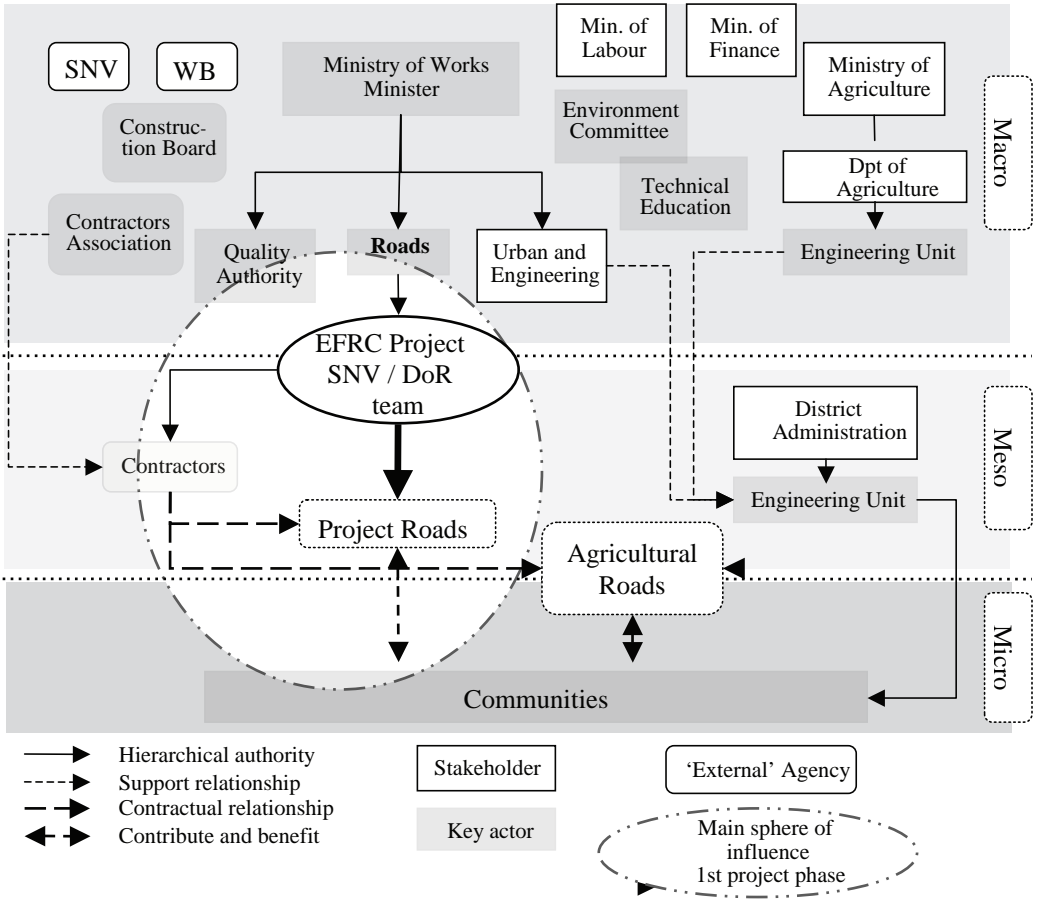 SNV
WB
Ministry of Works
Minister
Min. of
Labour
Min. of
Finance
Ministry of
Agriculture
Macro
Construc-
tion Board
Environment
Committee
Technical
Education
Dpt of
Agriculture
Contractors
Association
Quality
Authority
Roads
Urban and
Engineering
Engineering Unit
EFRC Project
SNV / DoR
team
Meso
District
Administration
Contractors
Engineering Unit
Project Roads
Agricultural
Roads
Micro
Communities
Hierarchical authority
Support relationship
Contractual relationship
Contribute and benefit
Stakeholder
Key actor
‘External’ Agency
Main sphere of
influence
1st project phase